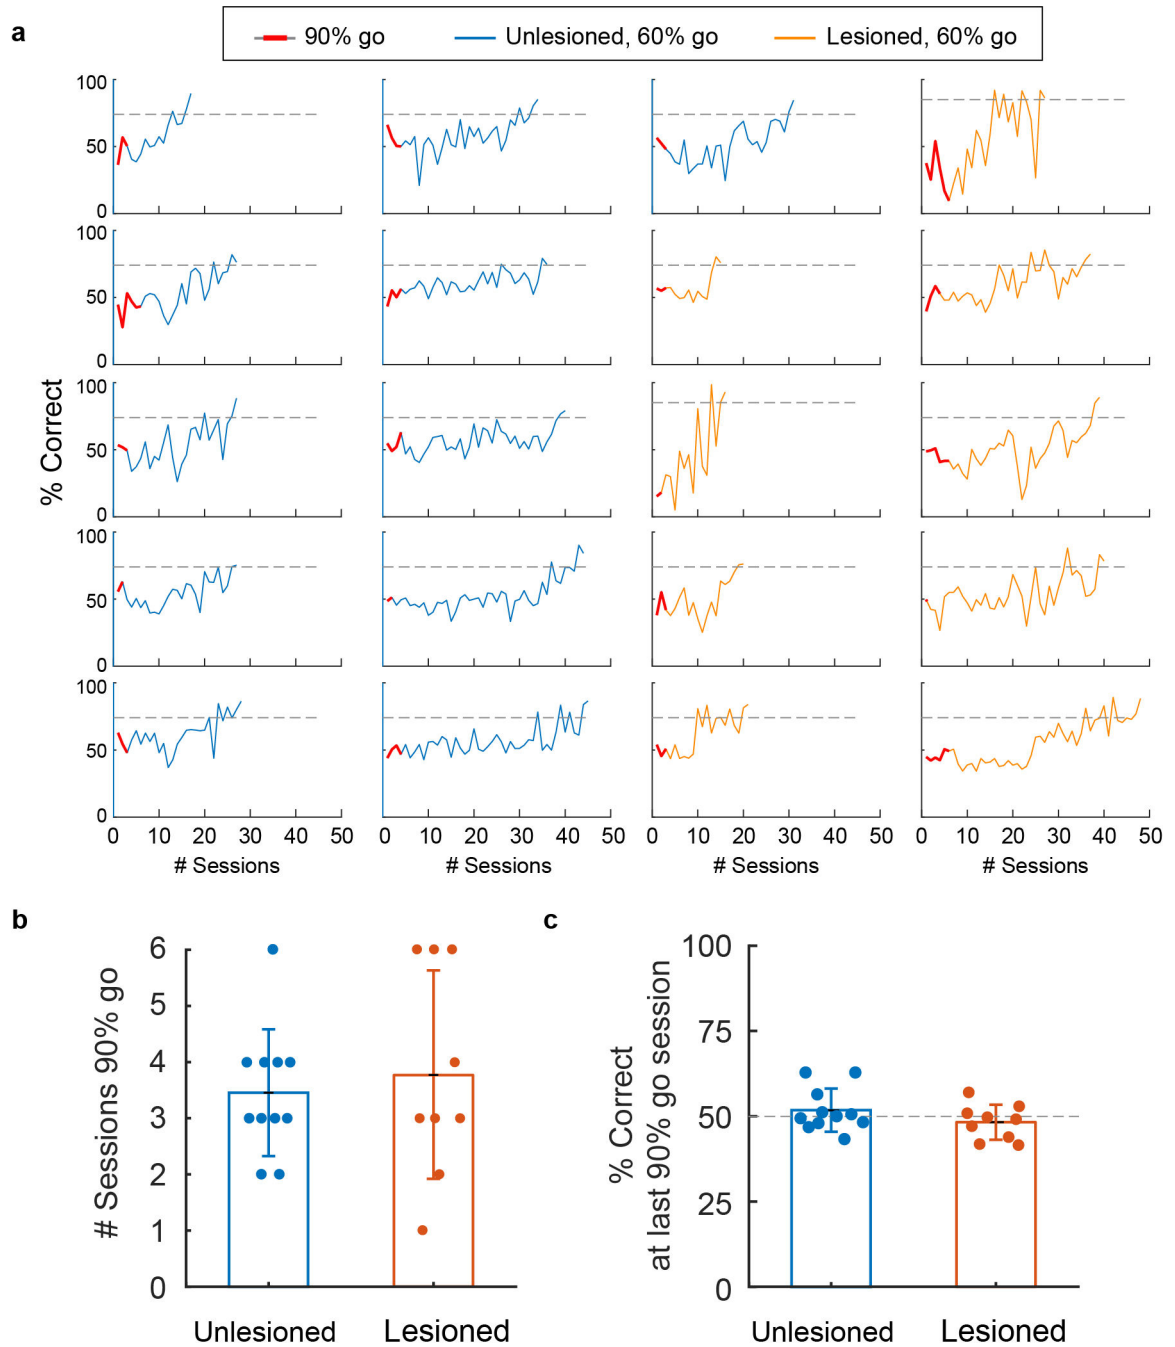 a
90% go
Unlesioned, 60% go
Lesioned, 60% go
100
50
0
100
50
0
% Correct
100
50
0
100
50
0
100
50
0
0 10 20 30 40 50
0 10 20 30 40 50
0 10 20 30 40 50
0 10 20 30 40 50
# Sessions
# Sessions
# Sessions
# Sessions
b
# Sessions 90% go
6
5
4
3
2
1
0
Unlesioned
Lesioned
c
% Correct
at last 90% go session
100
75
50
25
0
Unlesioned
Lesioned